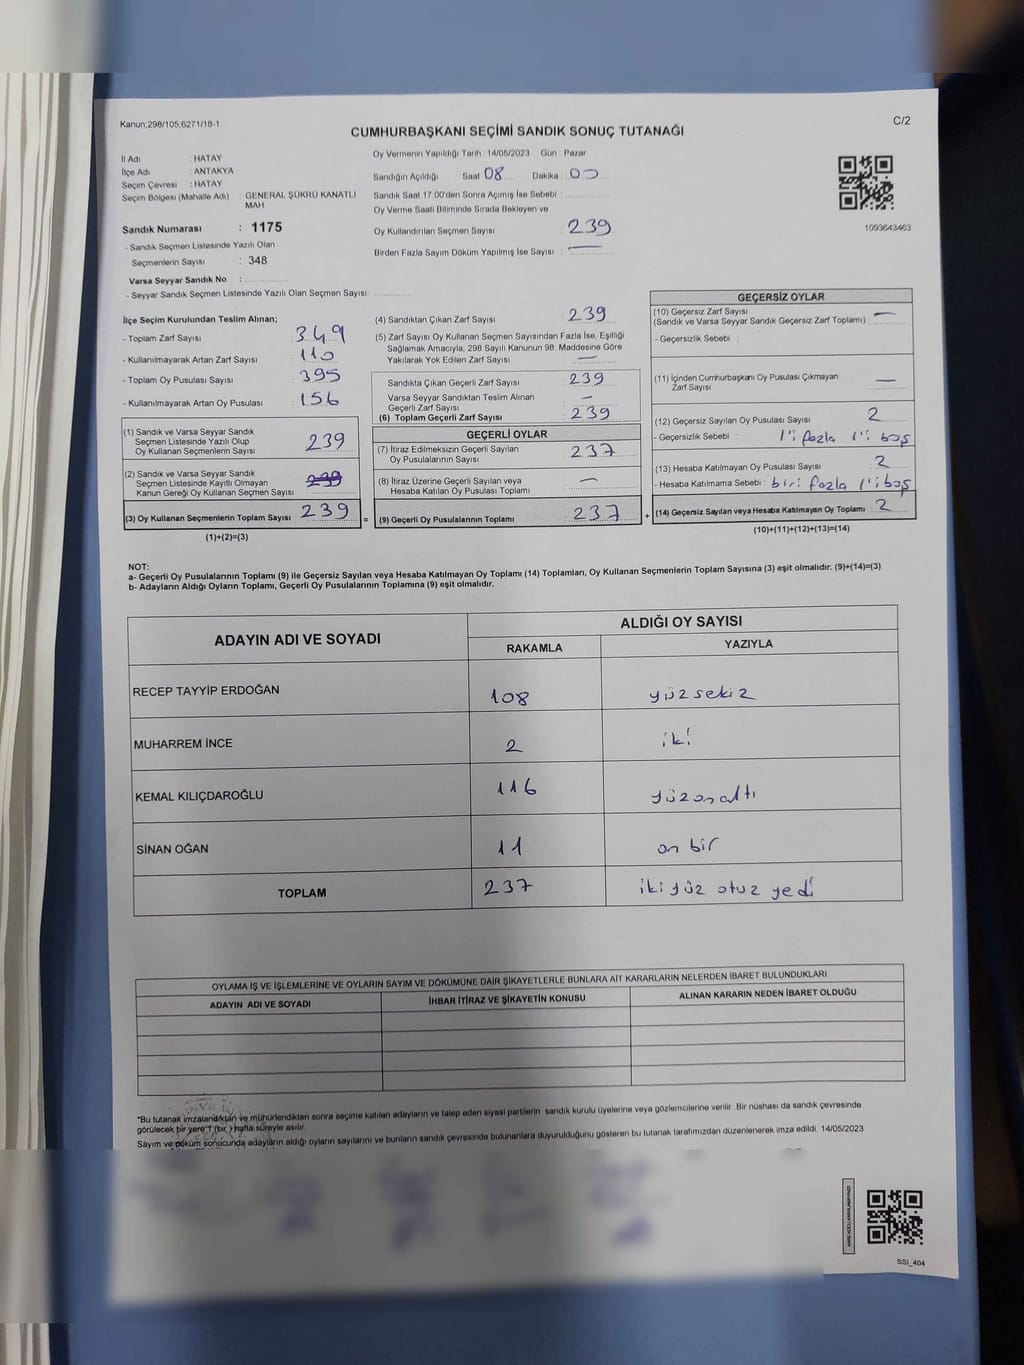 Kanun;298/105,6271/18-1
C/2
CUMHURBAŞKANI SEÇİMİ SANDIK SONUÇ TUTANAĞI
İl Adı : HATAY
İlçe Adı : ANTAKYA
Seçim Çevresi : HATAY
Seçim Bölgesi (Mahalle Adı) : GENERAL ŞÜKRÜ KANATLI MAH
Sandık Numarası : 1175
- Sandık Seçmen Listesinde Yazılı Olan
Seçmenlerin Sayısı : 348
Varsa Seyyar Sandık No :
- Seyyar Sandık Seçmen Listesinde Yazılı Olan Seçmen Sayısı:
Oy Vermenin Yapıldığı Tarih : 14/05/2023 Gün : Pazar
Sandığın Açıldığı Saat 08 Dakika : 00
Sandık Saat 17.00'den Sonra Açılmış İse Sebebi :
Oy Verme Saati Bitiminde Sırada Bekleyen ve
Oy Kullandırılan Seçmen Sayısı : 239
Birden Fazla Sayım Döküm Yapılmış İse Sayısı : —
1093643463
İlçe Seçim Kurulundan Teslim Alınan;
- Toplam Zarf Sayısı : 349
- Kullanılmayarak Artan Zarf Sayısı : 110
- Toplam Oy Pusulası Sayısı : 395
- Kullanılmayarak Artan Oy Pusulası : 156
(1) Sandık ve Varsa Seyyar Sandık
Seçmen Listesinde Yazılı Olup
Oy Kullanan Seçmenlerin Sayısı : 239
(2) Sandık ve Varsa Seyyar Sandık
Seçmen Listesinde Kayıtlı Olmayan
Kanun Gereği Oy Kullanan Seçmen Sayısı : 239
(3) Oy Kullanan Seçmenlerin Toplam Sayısı : 239
(1)+(2)=(3)
(4) Sandıktan Çıkan Zarf Sayısı : 239
(5) Zarf Sayısı Oy Kullanan Seçmen Sayısından Fazla İse, Eşitliği
Sağlamak Amacıyla, 298 Sayılı Kanunun 98. Maddesine Göre
Yakılarak Yok Edilen Zarf Sayısı : —
Sandıkta Çıkan Geçerli Zarf Sayısı : 239
Varsa Seyyar Sandıktan Teslim Alınan
Geçerli Zarf Sayısı : —
(6) Toplam Geçerli Zarf Sayısı : 239
GEÇERLİ OYLAR
(7) İtiraz Edilmeksizin Geçerli Sayılan
Oy Pusulalarının Sayısı : 237
(8) İtiraz Üzerine Geçerli Sayılan veya
Hesaba Katılan Oy Pusulası Toplamı : —
= (9) Geçerli Oy Pusulalarının Toplamı : 237
GEÇERSİZ OYLAR
(10) Geçersiz Zarf Sayısı
(Sandık ve Varsa Seyyar Sandık Geçersiz Zarf Toplamı) : —
- Geçersizlik Sebebi :
(11) İçinden Cumhurbaşkanı Oy Pusulası Çıkmayan
Zarf Sayısı : —
(12) Geçersiz Sayılan Oy Pusulası Sayısı : 2
- Geçersizlik Sebebi : 1'i fazla 1'i boş
(13) Hesaba Katılmayan Oy Pusulası Sayısı : 2
- Hesaba Katılmama Sebebi : biri fazla 1'i boş
+ (14) Geçersiz Sayılan veya Hesaba Katılmayan Oy Toplamı : 2
(10)+(11)+(12)+(13)=(14)
NOT:
a- Geçerli Oy Pusulalarının Toplamı (9) ile Geçersiz Sayılan veya Hesaba Katılmayan Oy Toplamı (14) Toplamları, Oy Kullanan Seçmenlerin Toplam Sayısına (3) eşit olmalıdır. (9)+(14)=(3)
b- Adayların Aldığı Oyların Toplamı, Geçerli Oy Pusulalarının Toplamına (9) eşit olmalıdır.
ADAYIN ADI VE SOYADI
ALDIĞI OY SAYISI
RAKAMLA YAZIYLA
RECEP TAYYİP ERDOĞAN 108 yüz sekiz
MUHARREM İNCE 2 iki
KEMAL KILIÇDAROĞLU 116 yüz on altı
SİNAN OĞAN 11 on bir
TOPLAM 237 iki yüz otuz yedi
OYLAMA İŞ VE İŞLEMLERİNE VE OYLARIN SAYIM VE DÖKÜMÜNE DAİR ŞİKAYETLERLE BUNLARA AİT KARARLARIN NELERDEN İBARET BULUNDUKLARI
ADAYIN ADI VE SOYADI İHBAR İTİRAZ VE ŞİKAYETİN KONUSU ALINAN KARARIN NEDEN İBARET OLDUĞU
*Bu tutanak imzalandıktan ve mühürlendikten sonra seçime katılan adayların ve talep eden siyasi partilerin sandık kurulu üyelerine veya gözlemcilerine verilir. Bir nüshası da sandık çevresinde
görülecek bir yere 1 (bir) hafta süreyle asılır.
Sayım ve döküm sonucunda adayların aldığı oyların sayılarını ve bunların sandık çevresinde bulunanlara duyurulduğunu gösteren bu tutanak tarafımızdan düzenlenerek imza edildi. 14/05/2023
SSI_404